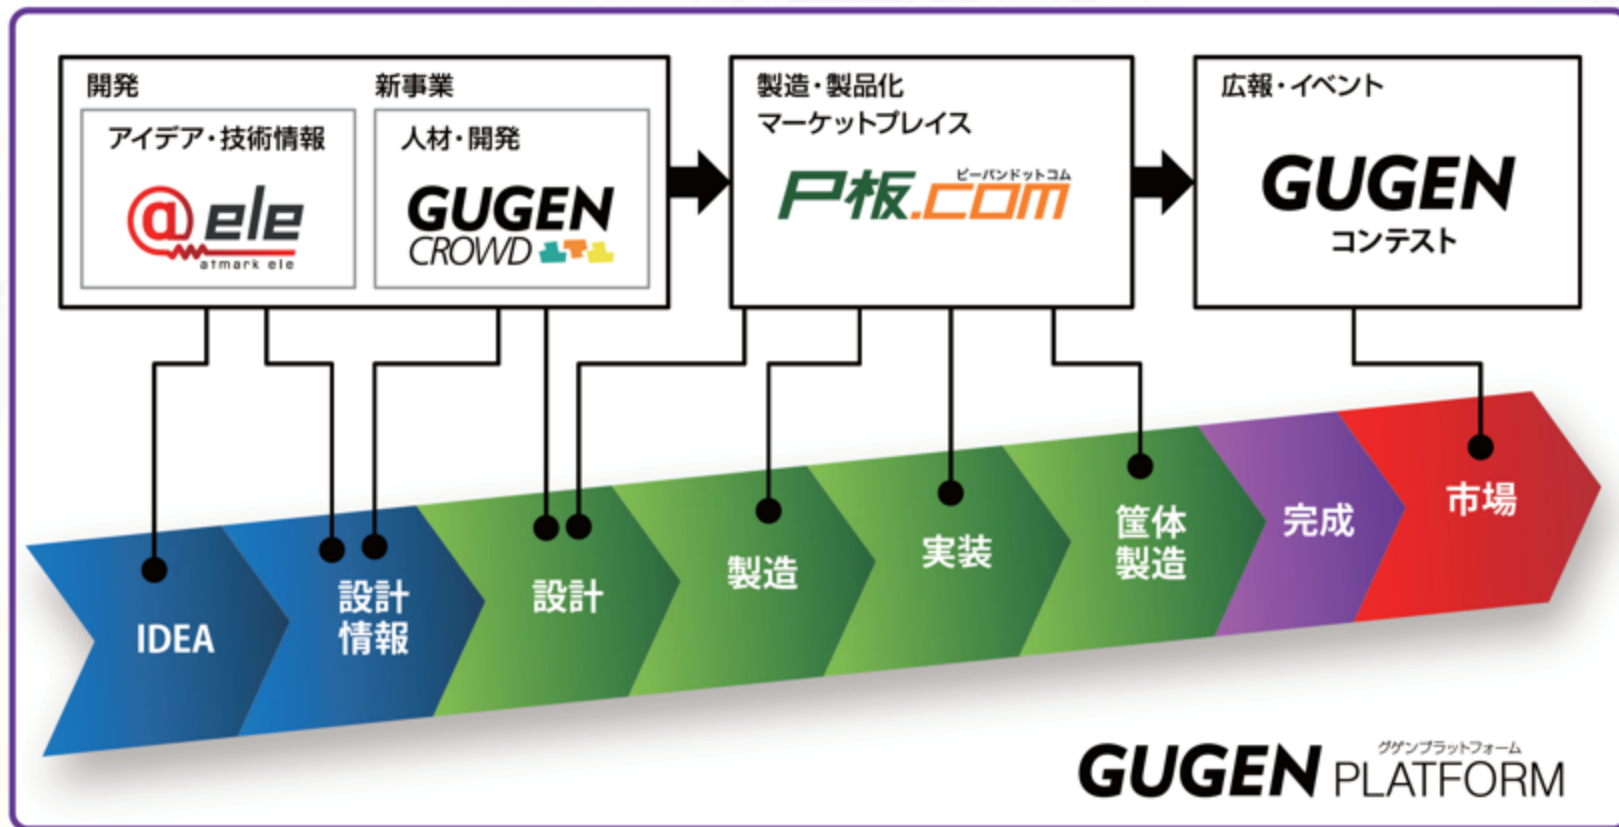 開発
新事業
アイデア・技術情報
@ele
atmark ele
人材・開発
GUGEN
CROWD
製造・製品化
マーケットプレイス
ピーバンドットコム
P板.com
広報・イベント
GUGEN
コンテスト
IDEA
設計
情報
設計
製造
実装
筐体
製造
完成
市場
グゲンプラットフォーム
GUGEN PLATFORM